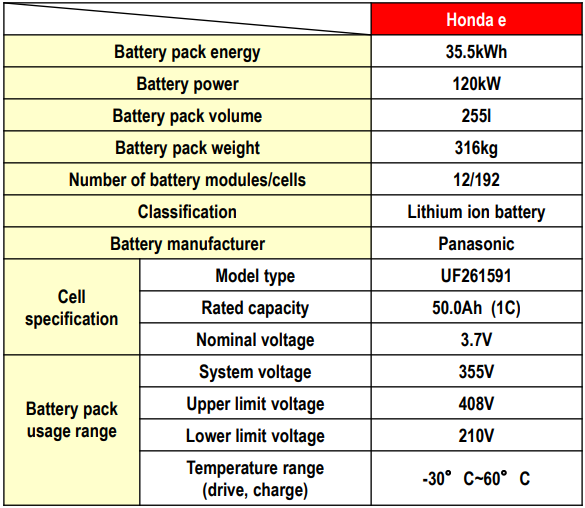 Honda e
Battery pack energy 35.5kWh
Battery power 120kW
Battery pack volume 255l
Battery pack weight 316kg
Number of battery modules/cells 12/192
Classification Lithium ion battery
Battery manufacturer Panasonic
Cell specification
Model type UF261591
Rated capacity 50.0Ah (1C)
Nominal voltage 3.7V
Battery pack usage range
System voltage 355V
Upper limit voltage 408V
Lower limit voltage 210V
Temperature range (drive, charge) -30° C~60° C